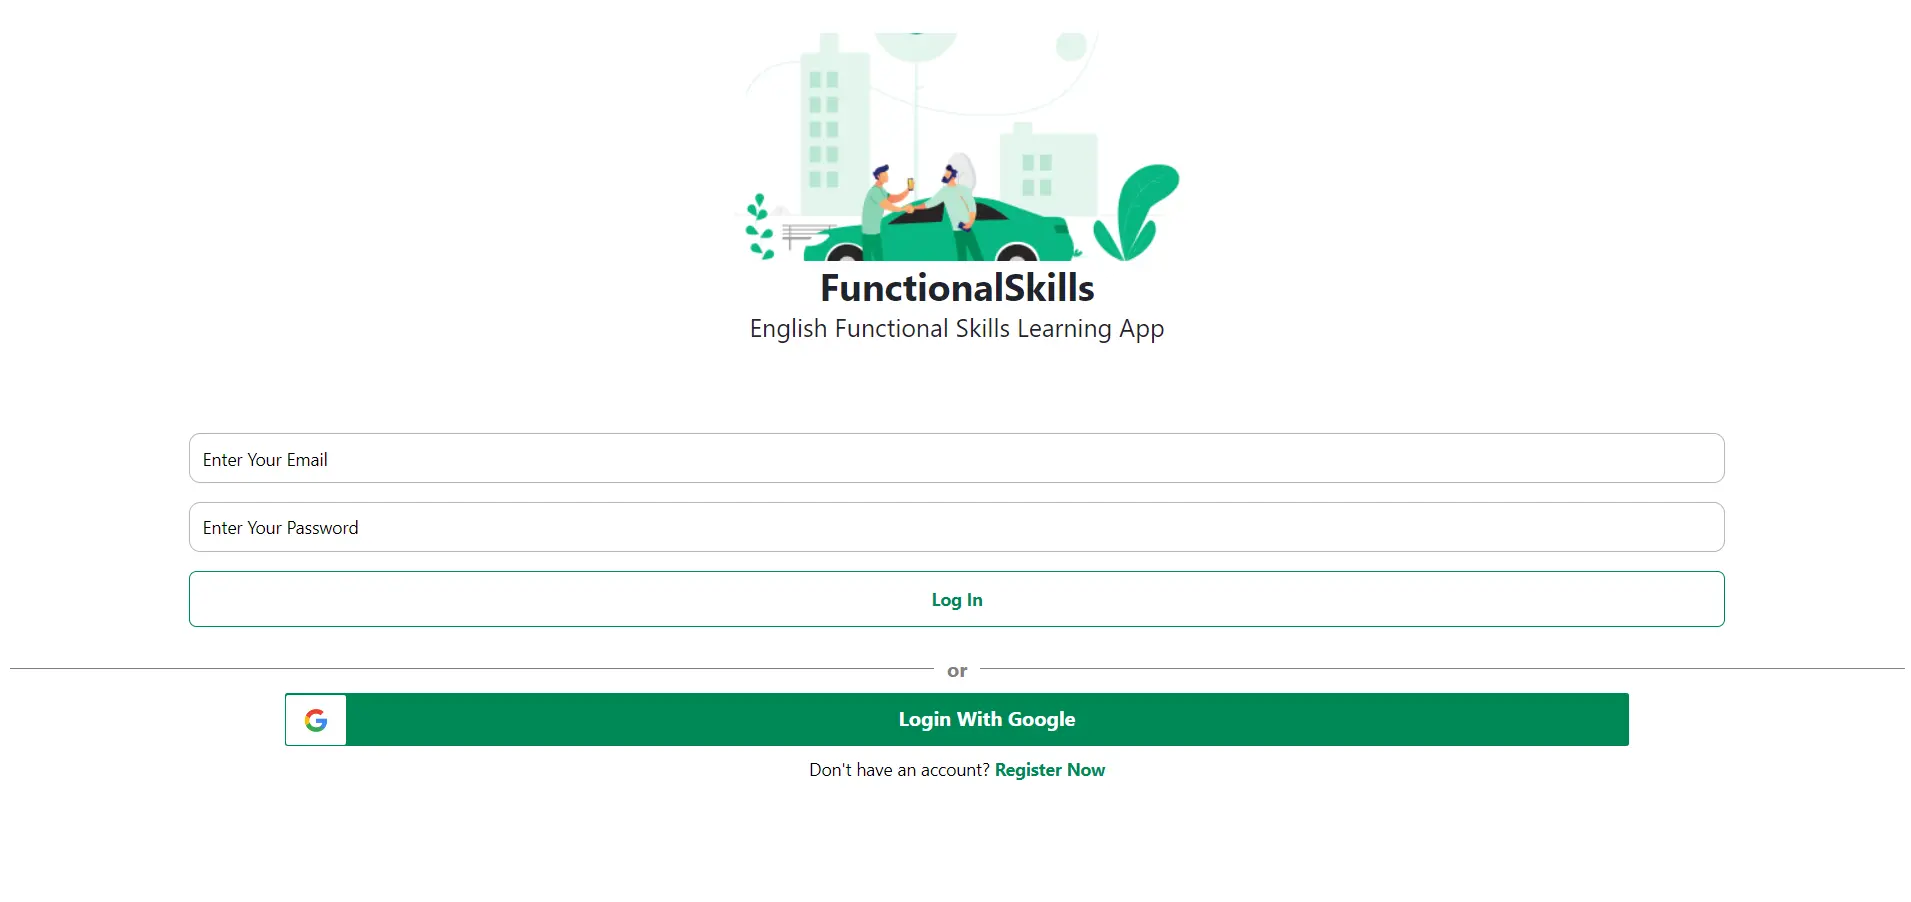 FunctionalSkills
English Functional Skills Learning App
Enter Your Email
Enter Your Password
Log In
or
Login With Google
Don't have an account? Register Now